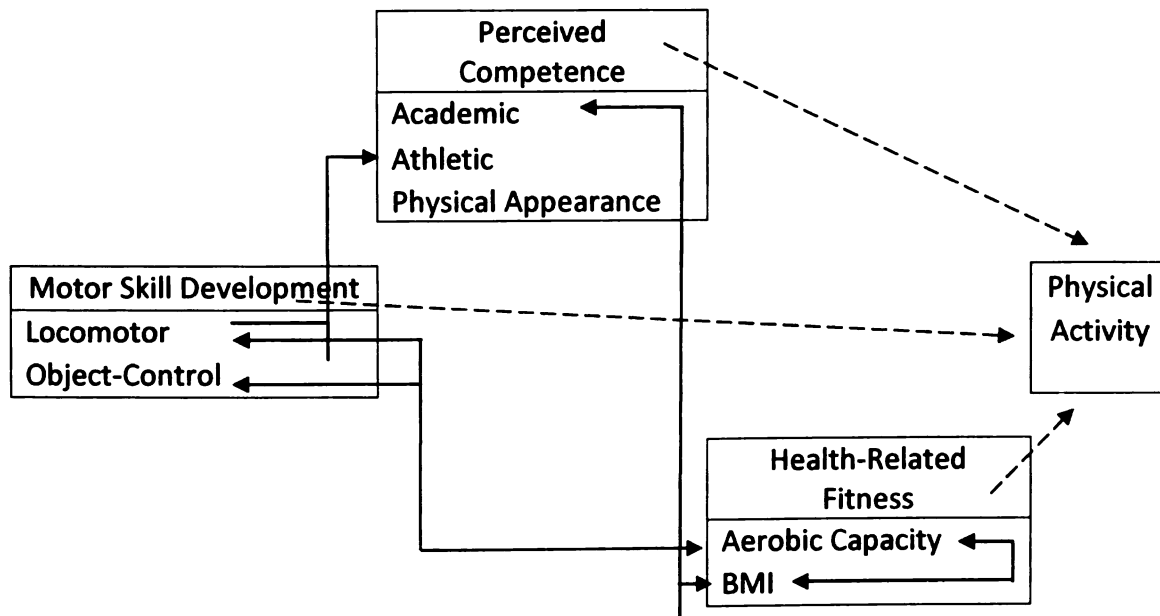 Perceived
Competence
Academic
Athletic
Physical Appearance
Motor Skill Development
Locomotor
Object-Control
Physical
Activity
Health-Related
Fitness
Aerobic Capacity
BMI